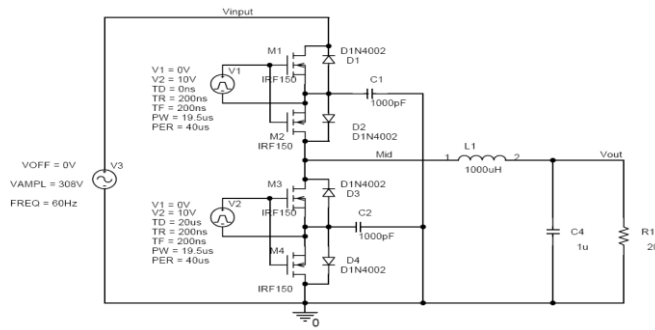 Vinput
M1
D1N4002
D1
V1 = 0V
V2 = 10V
TD = 0ns
TR = 200ns
TF = 200ns
PW = 19.5us
PER = 40us
V1
IRF150
C1
1000pF
M2
IRF150
D2
D1N4002
VOFF = 0V
VAMPL = 308V
FREQ = 60Hz
V3
Mid
1
L1
2
1000uH
Vout
M3
D1N4002
D3
V1 = 0V
V2 = 10V
TD = 20us
TR = 200ns
TF = 200ns
PW = 19.5us
PER = 40us
V2
IRF150
C2
1000pF
M4
IRF150
D4
D1N4002
C4
1u
R1
20
0